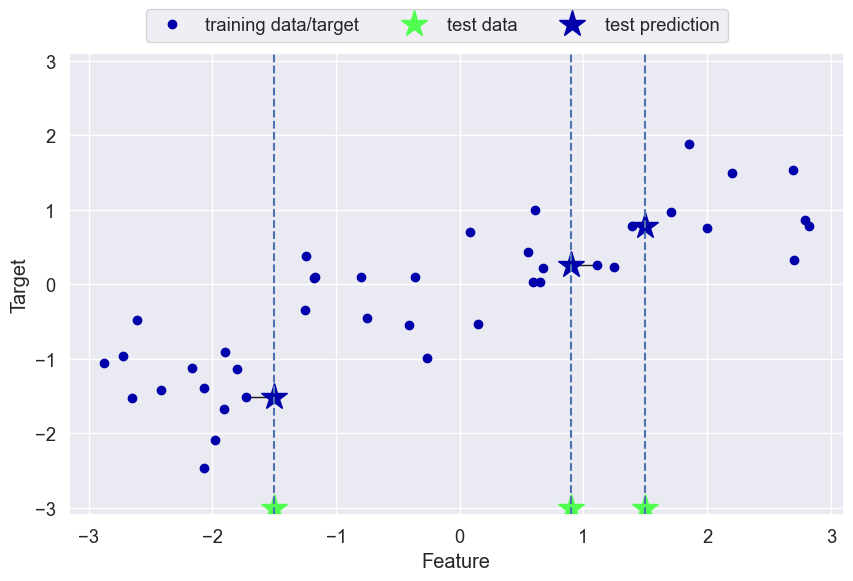 training data/target test data test prediction
3
2
1
0
−1
−2
−3
Target
−3 −2 −1 0 1 2 3
Feature